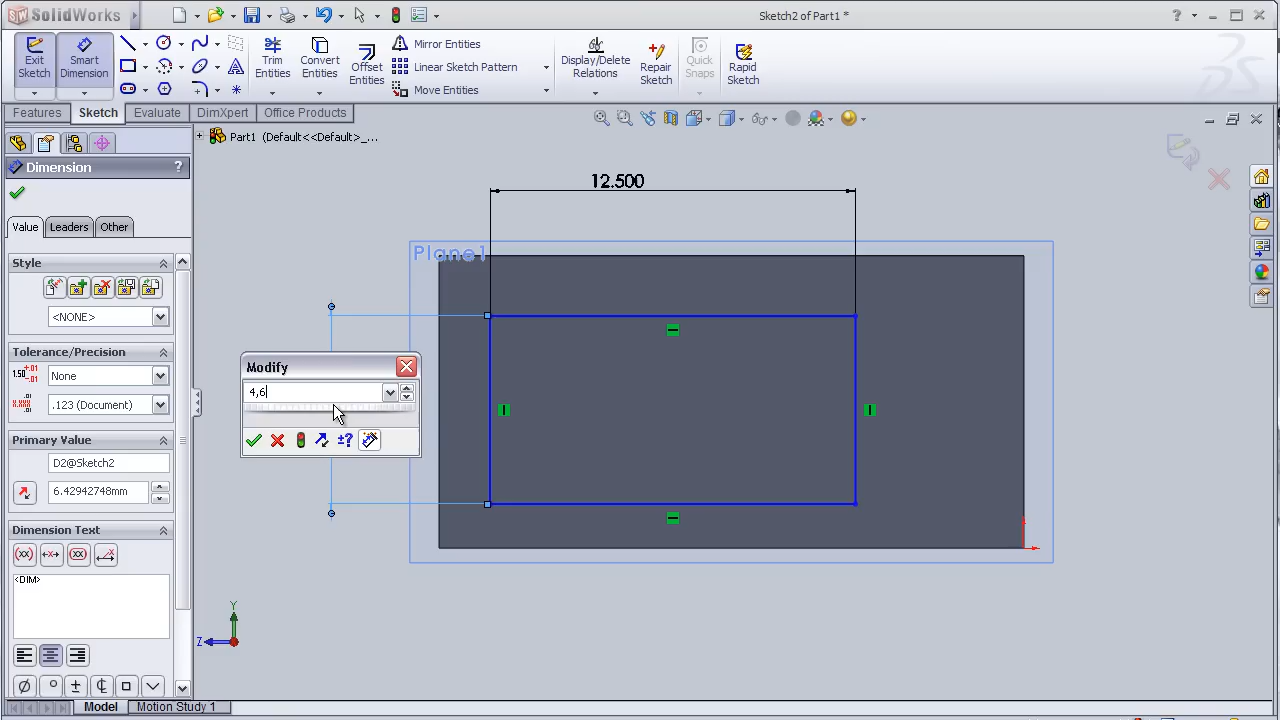 SolidWorks
Sketch2 of Part1 *
Exit Sketch
Smart Dimension
Trim Entities
Convert Entities
Offset Entities
Mirror Entities
Linear Sketch Pattern
Move Entities
Display/Delete Relations
Repair Sketch
Quick Snaps
Rapid Sketch
Features
Sketch
Evaluate
DimXpert
Office Products
Part1 (Default<<Default>_...
Dimension
?
Value
Leaders
Other
Style
<NONE>
Tolerance/Precision
None
.123 (Document)
Primary Value
D2@Sketch2
6.42942748mm
Dimension Text
<DIM>
12.500
Plane1
Modify
4,6
Y
Z
Model
Motion Study 1